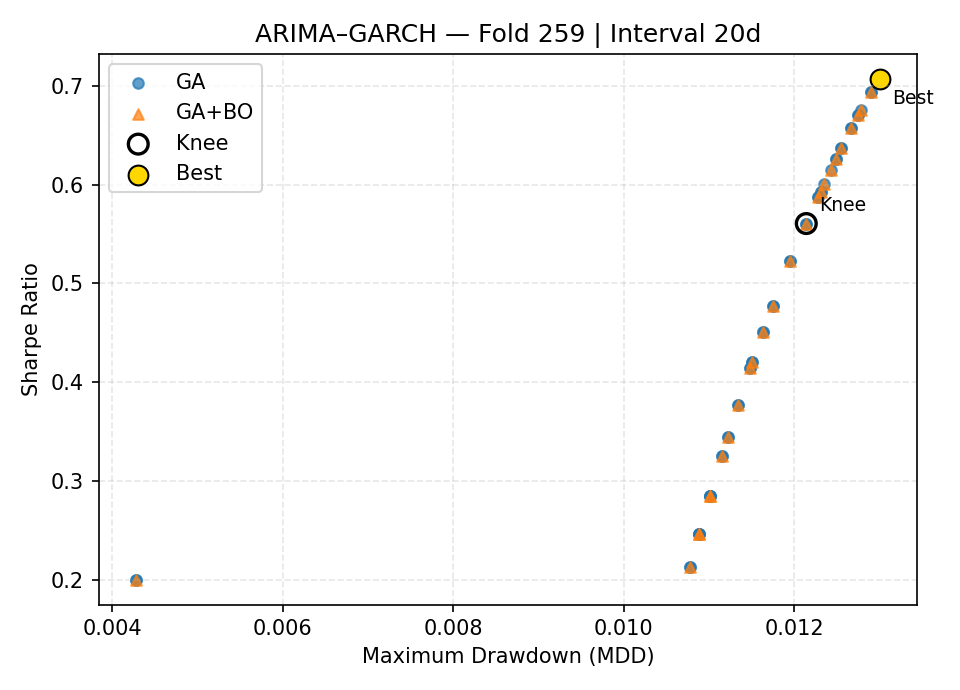 ARIMA–GARCH — Fold 259 | Interval 20d
GA
GA+BO
Knee
Best
Best
Knee
0.7
0.6
0.5
0.4
0.3
0.2
Sharpe Ratio
0.004
0.006
0.008
0.010
0.012
Maximum Drawdown (MDD)